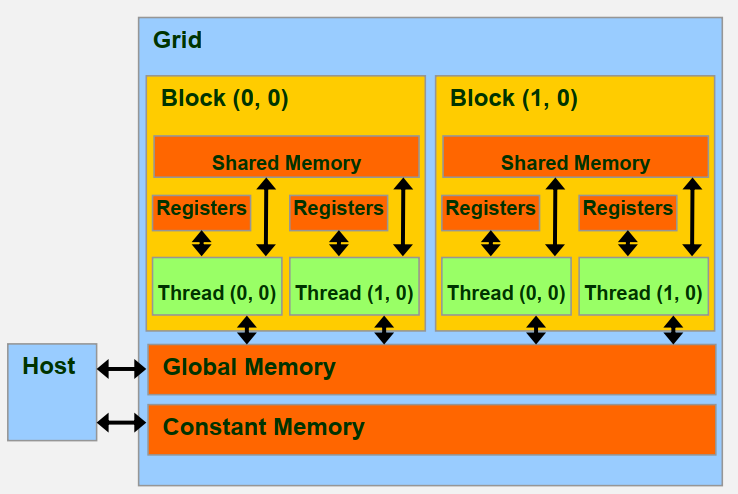 Grid
Block (0, 0)
Block (1, 0)
Shared Memory
Shared Memory
Registers
Registers
Registers
Registers
Thread (0, 0)
Thread (1, 0)
Thread (0, 0)
Thread (1, 0)
Host
Global Memory
Constant Memory